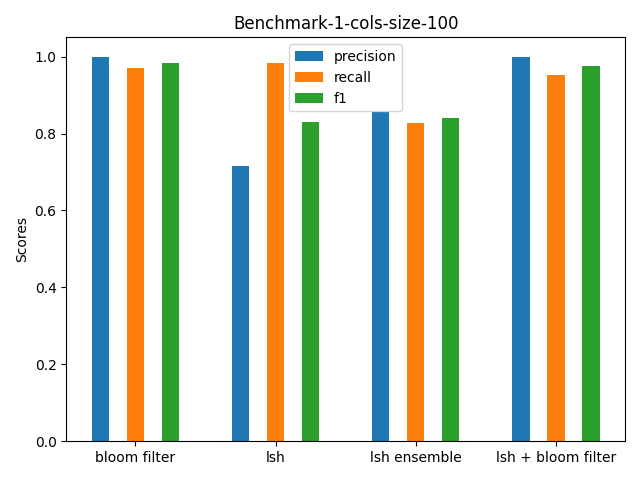 Benchmark-1-cols-size-100
precision
recall
f1
Scores
1.0
0.8
0.6
0.4
0.2
0.0
bloom filter
lsh
lsh ensemble
lsh + bloom filter